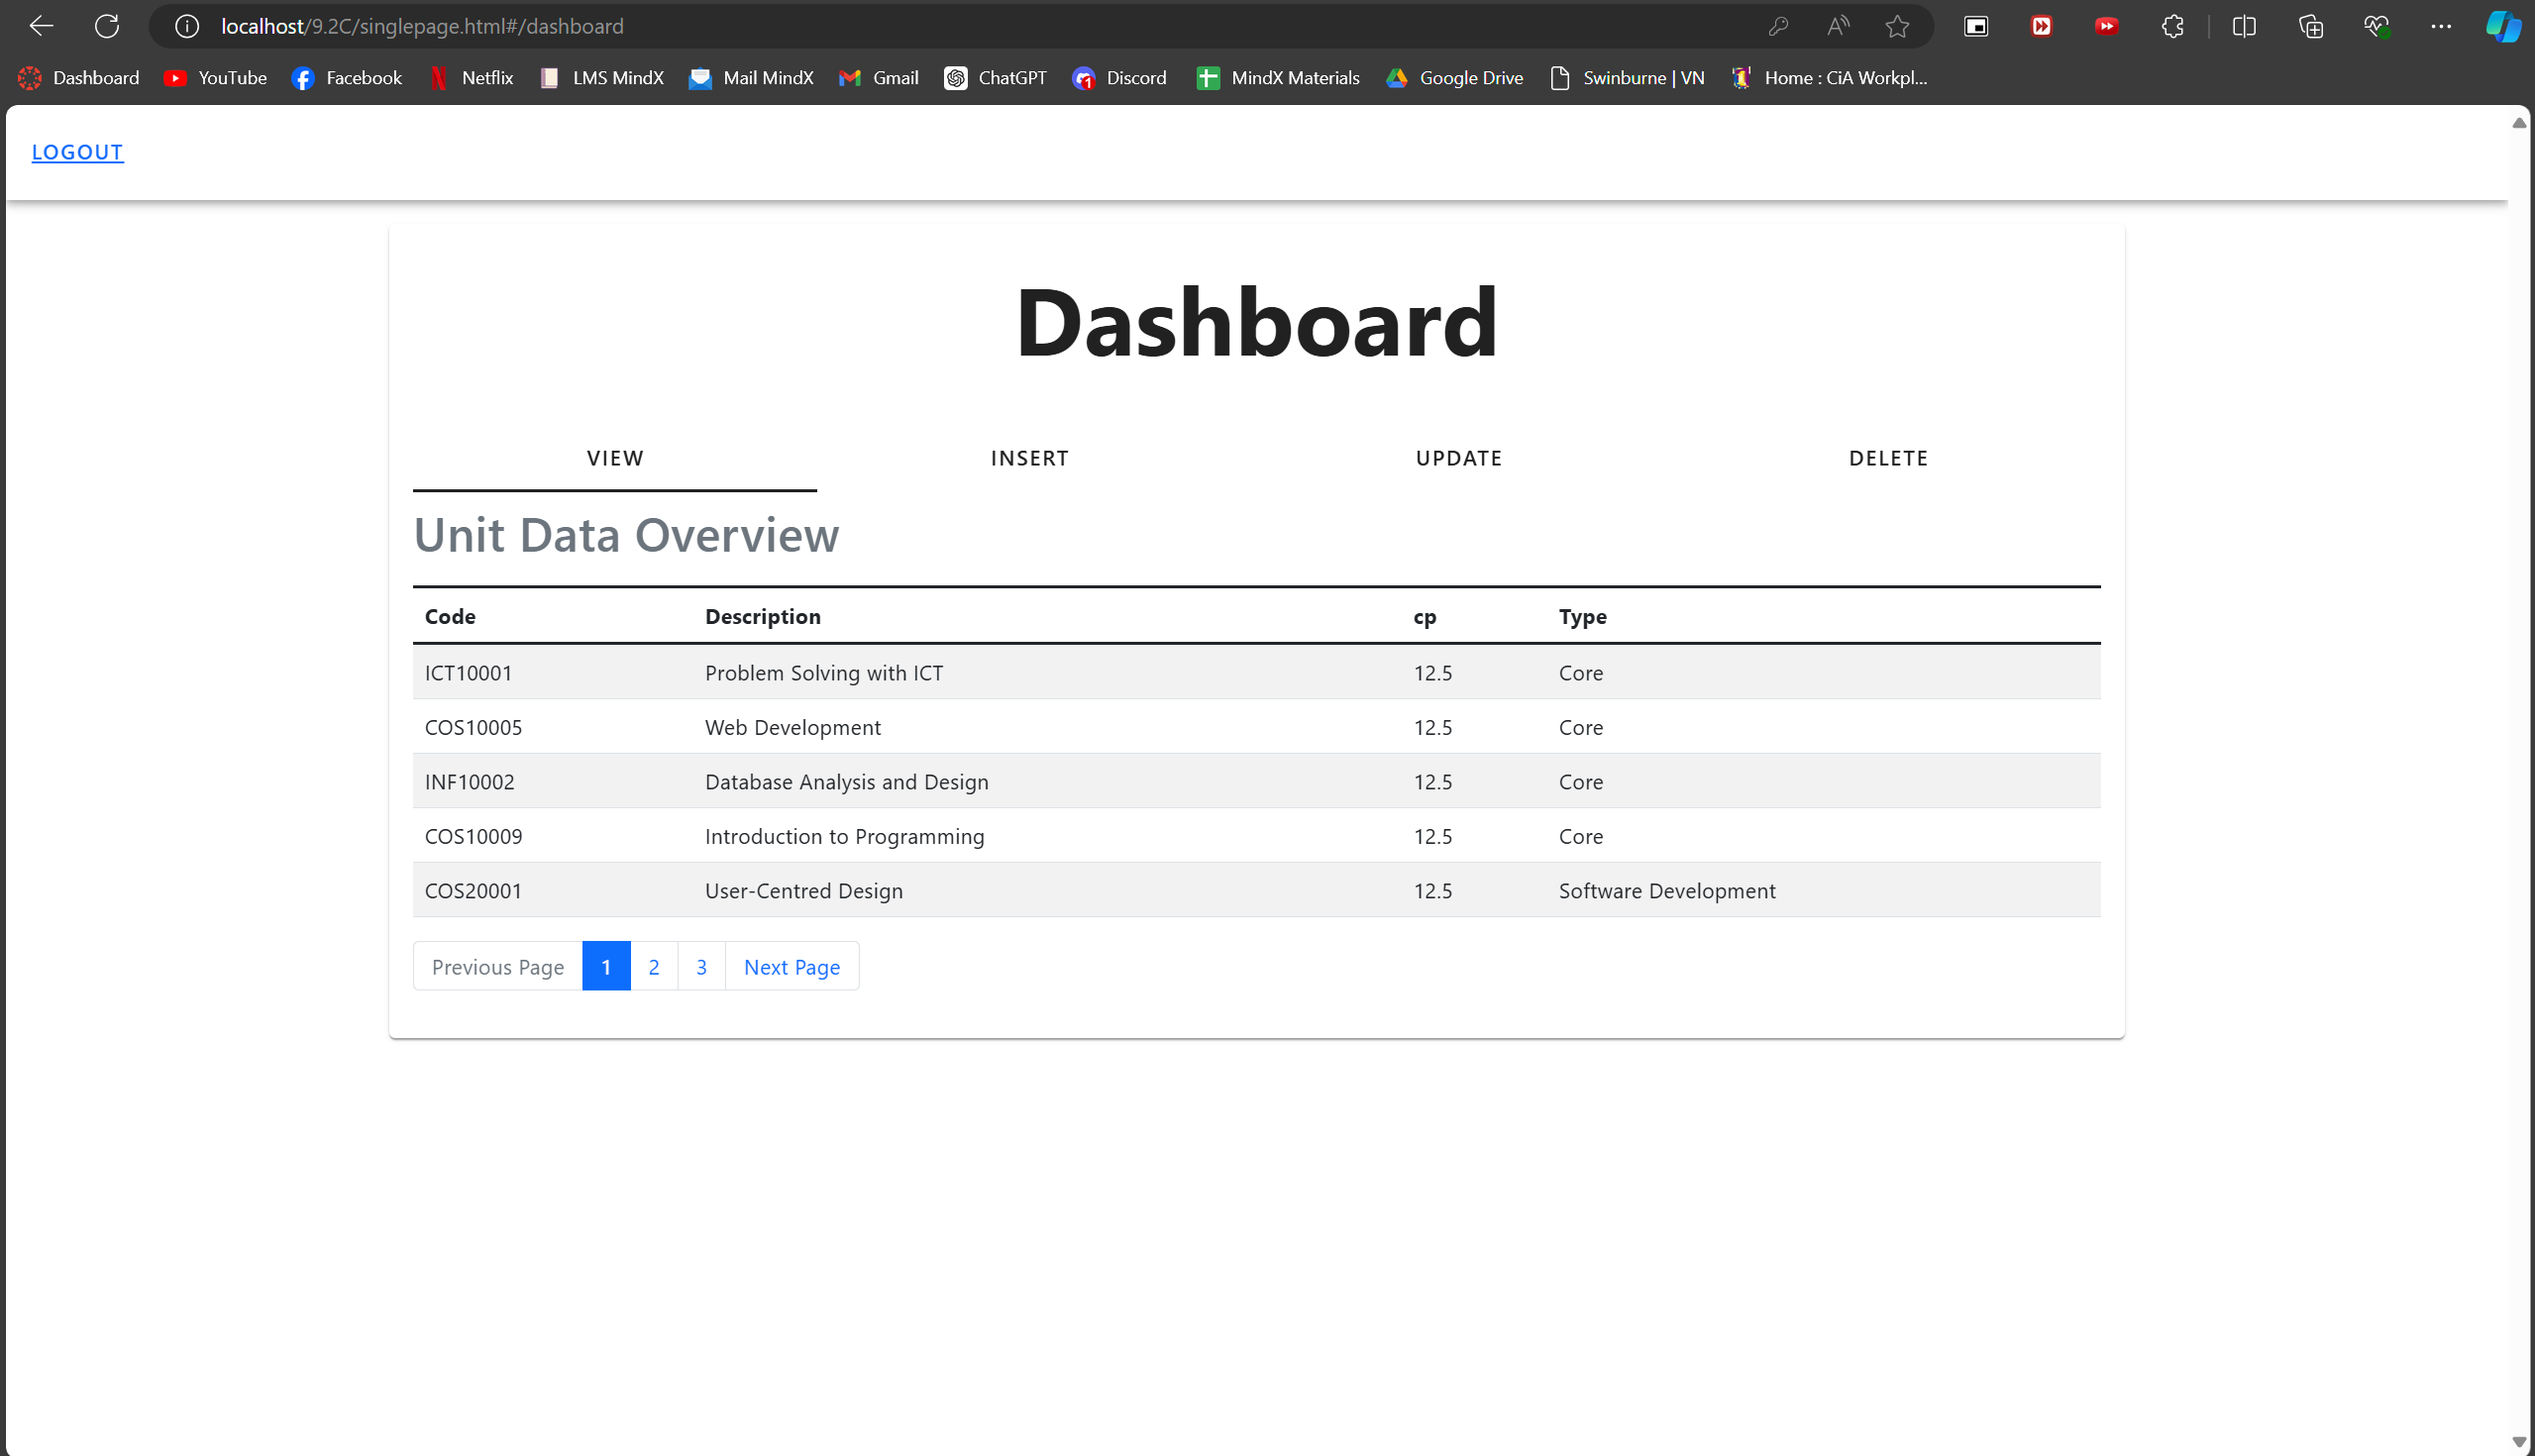 localhost/9.2C/singlepage.html#/dashboard
Dashboard YouTube Facebook Netflix LMS MindX Mail MindX Gmail ChatGPT Discord MindX Materials Google Drive Swinburne | VN Home : CiA Workpl...
LOGOUT
Dashboard
VIEW INSERT UPDATE DELETE
Unit Data Overview
Code Description cp Type
ICT10001 Problem Solving with ICT 12.5 Core
COS10005 Web Development 12.5 Core
INF10002 Database Analysis and Design 12.5 Core
COS10009 Introduction to Programming 12.5 Core
COS20001 User-Centred Design 12.5 Software Development
Previous Page 1 2 3 Next Page